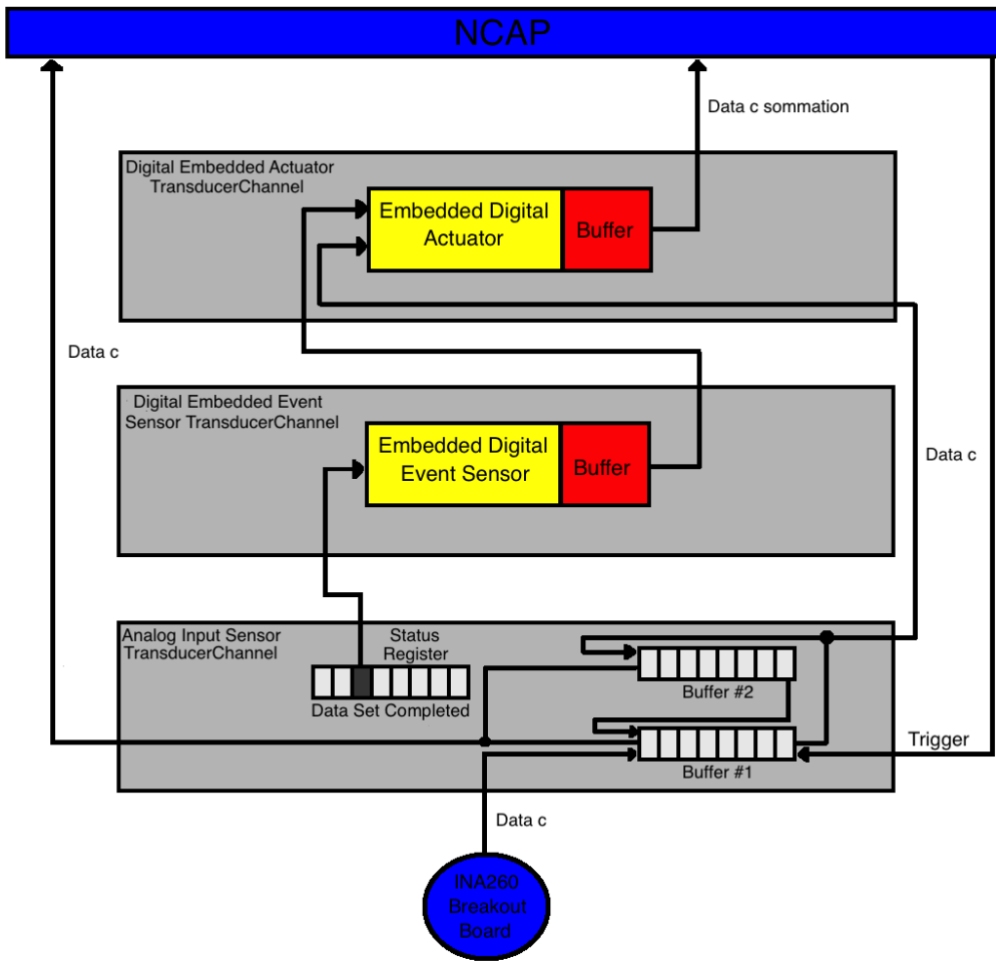 NCAP
Data c sommation
Digital Embedded Actuator
TransducerChannel
Embedded Digital
Actuator
Buffer
Data c
Digital Embedded Event
Sensor TransducerChannel
Embedded Digital
Event Sensor
Buffer
Data c
Analog Input Sensor
TransducerChannel
Status
Register
Data Set Completed
Buffer #2
Buffer #1
Trigger
Data c
INA260
Breakout
Board